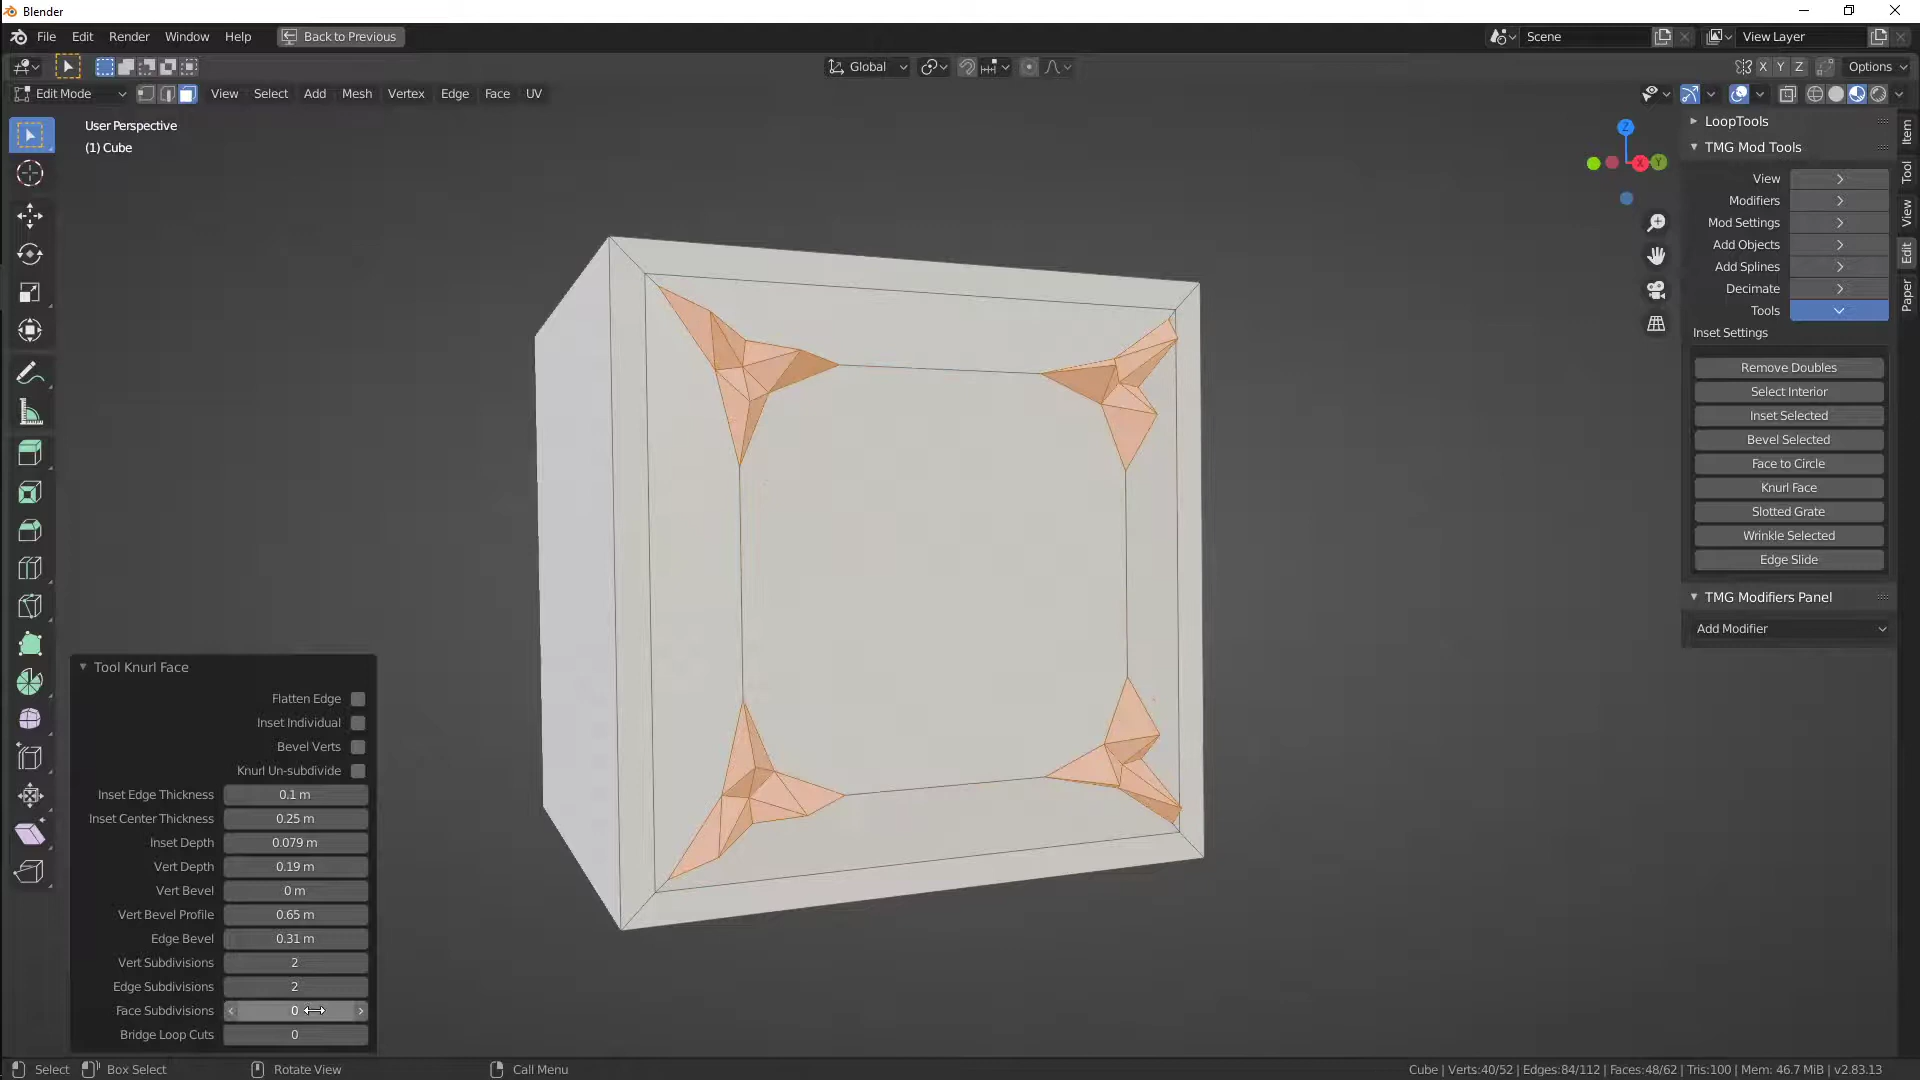 Blender
File Edit Render Window Help Back to Previous Scene View Layer
Global X Y Z Options
Edit Mode View Select Add Mesh Vertex Edge Face UV
User Perspective
(1) Cube
Z
X
Y
LoopTools
TMG Mod Tools
View
Modifiers
Mod Settings
Add Objects
Add Splines
Decimate
Tools
Inset Settings
Remove Doubles
Select Interior
Inset Selected
Bevel Selected
Face to Circle
Knurl Face
Slotted Grate
Wrinkle Selected
Edge Slide
TMG Modifiers Panel
Add Modifier
Item
Tool
View
Edit
Paper
Tool Knurl Face
Flatten Edge
Inset Individual
Bevel Verts
Knurl Un-subdivide
Inset Edge Thickness 0.1 m
Inset Center Thickness 0.25 m
Inset Depth 0.079 m
Vert Depth 0.19 m
Vert Bevel 0 m
Vert Bevel Profile 0.65 m
Edge Bevel 0.31 m
Vert Subdivisions 2
Edge Subdivisions 2
Face Subdivisions 0
Bridge Loop Cuts 0
Select Box Select Rotate View Call Menu Cube | Verts:40/52 | Edges:84/112 | Faces:48/62 | Tris:100 | Mem: 46.7 MiB | v2.83.13